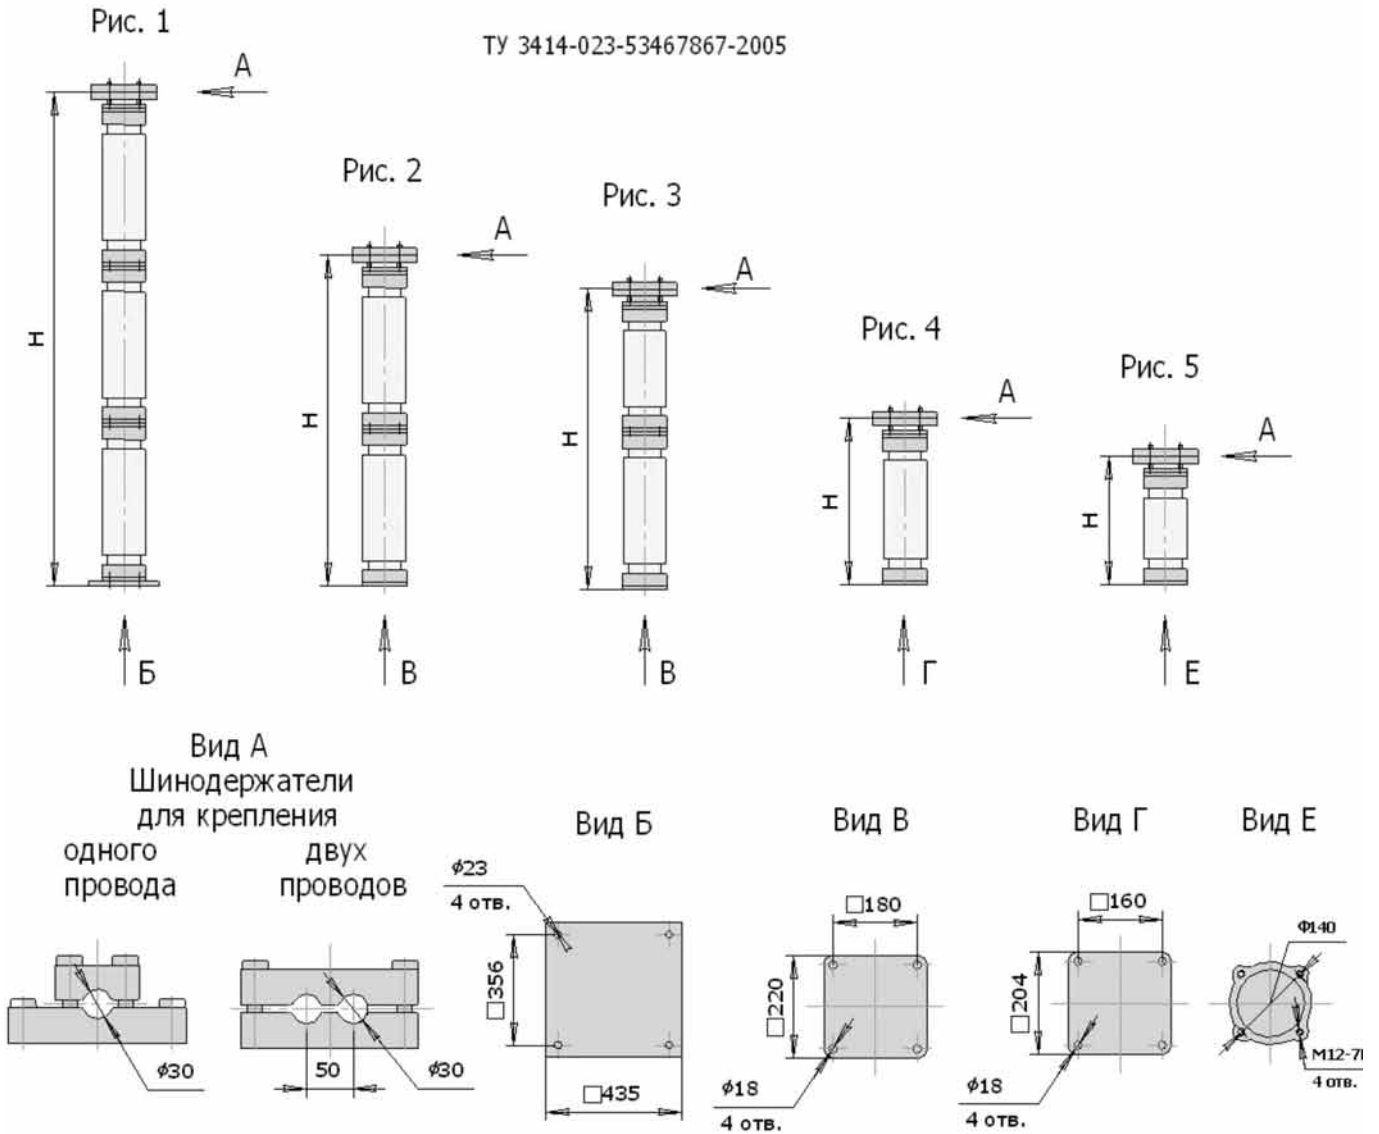 Рис. 1
ТУ 3414-023-53467867-2005
А
Рис. 2
Рис. 3
А
А
Рис. 4
Рис. 5
А
А
Н
Н
Н
Н
Н
Б
В
В
Г
Е
Вид А
Шинодержатели
для крепления
одного
провода
двух
проводов
ϕ30
50
ϕ30
Вид Б
ϕ23
4 отв.
□356
□435
Вид В
□180
□220
ϕ18
4 отв.
Вид Г
□160
□204
ϕ18
4 отв.
Вид Е
Ф140
4 отв.